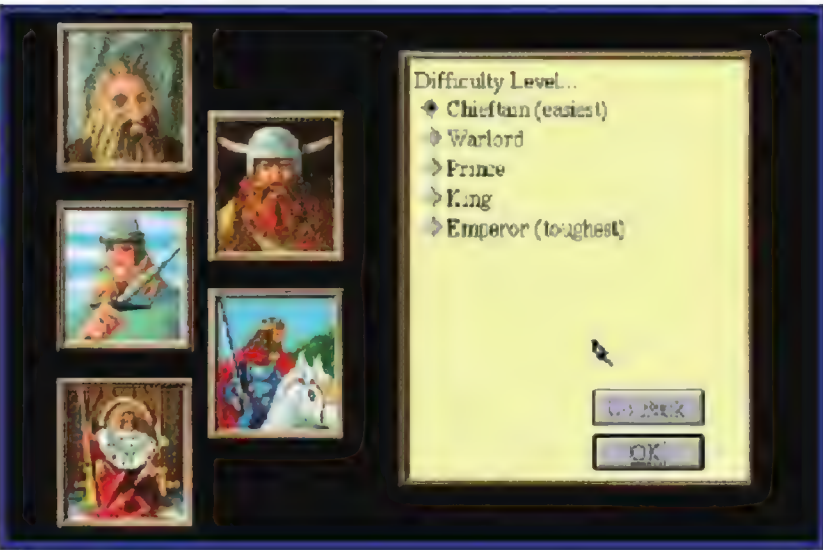 Difficulty Level...
Chieftain (easiest)
Warlord
Prince
King
Emperor (toughest)
OK